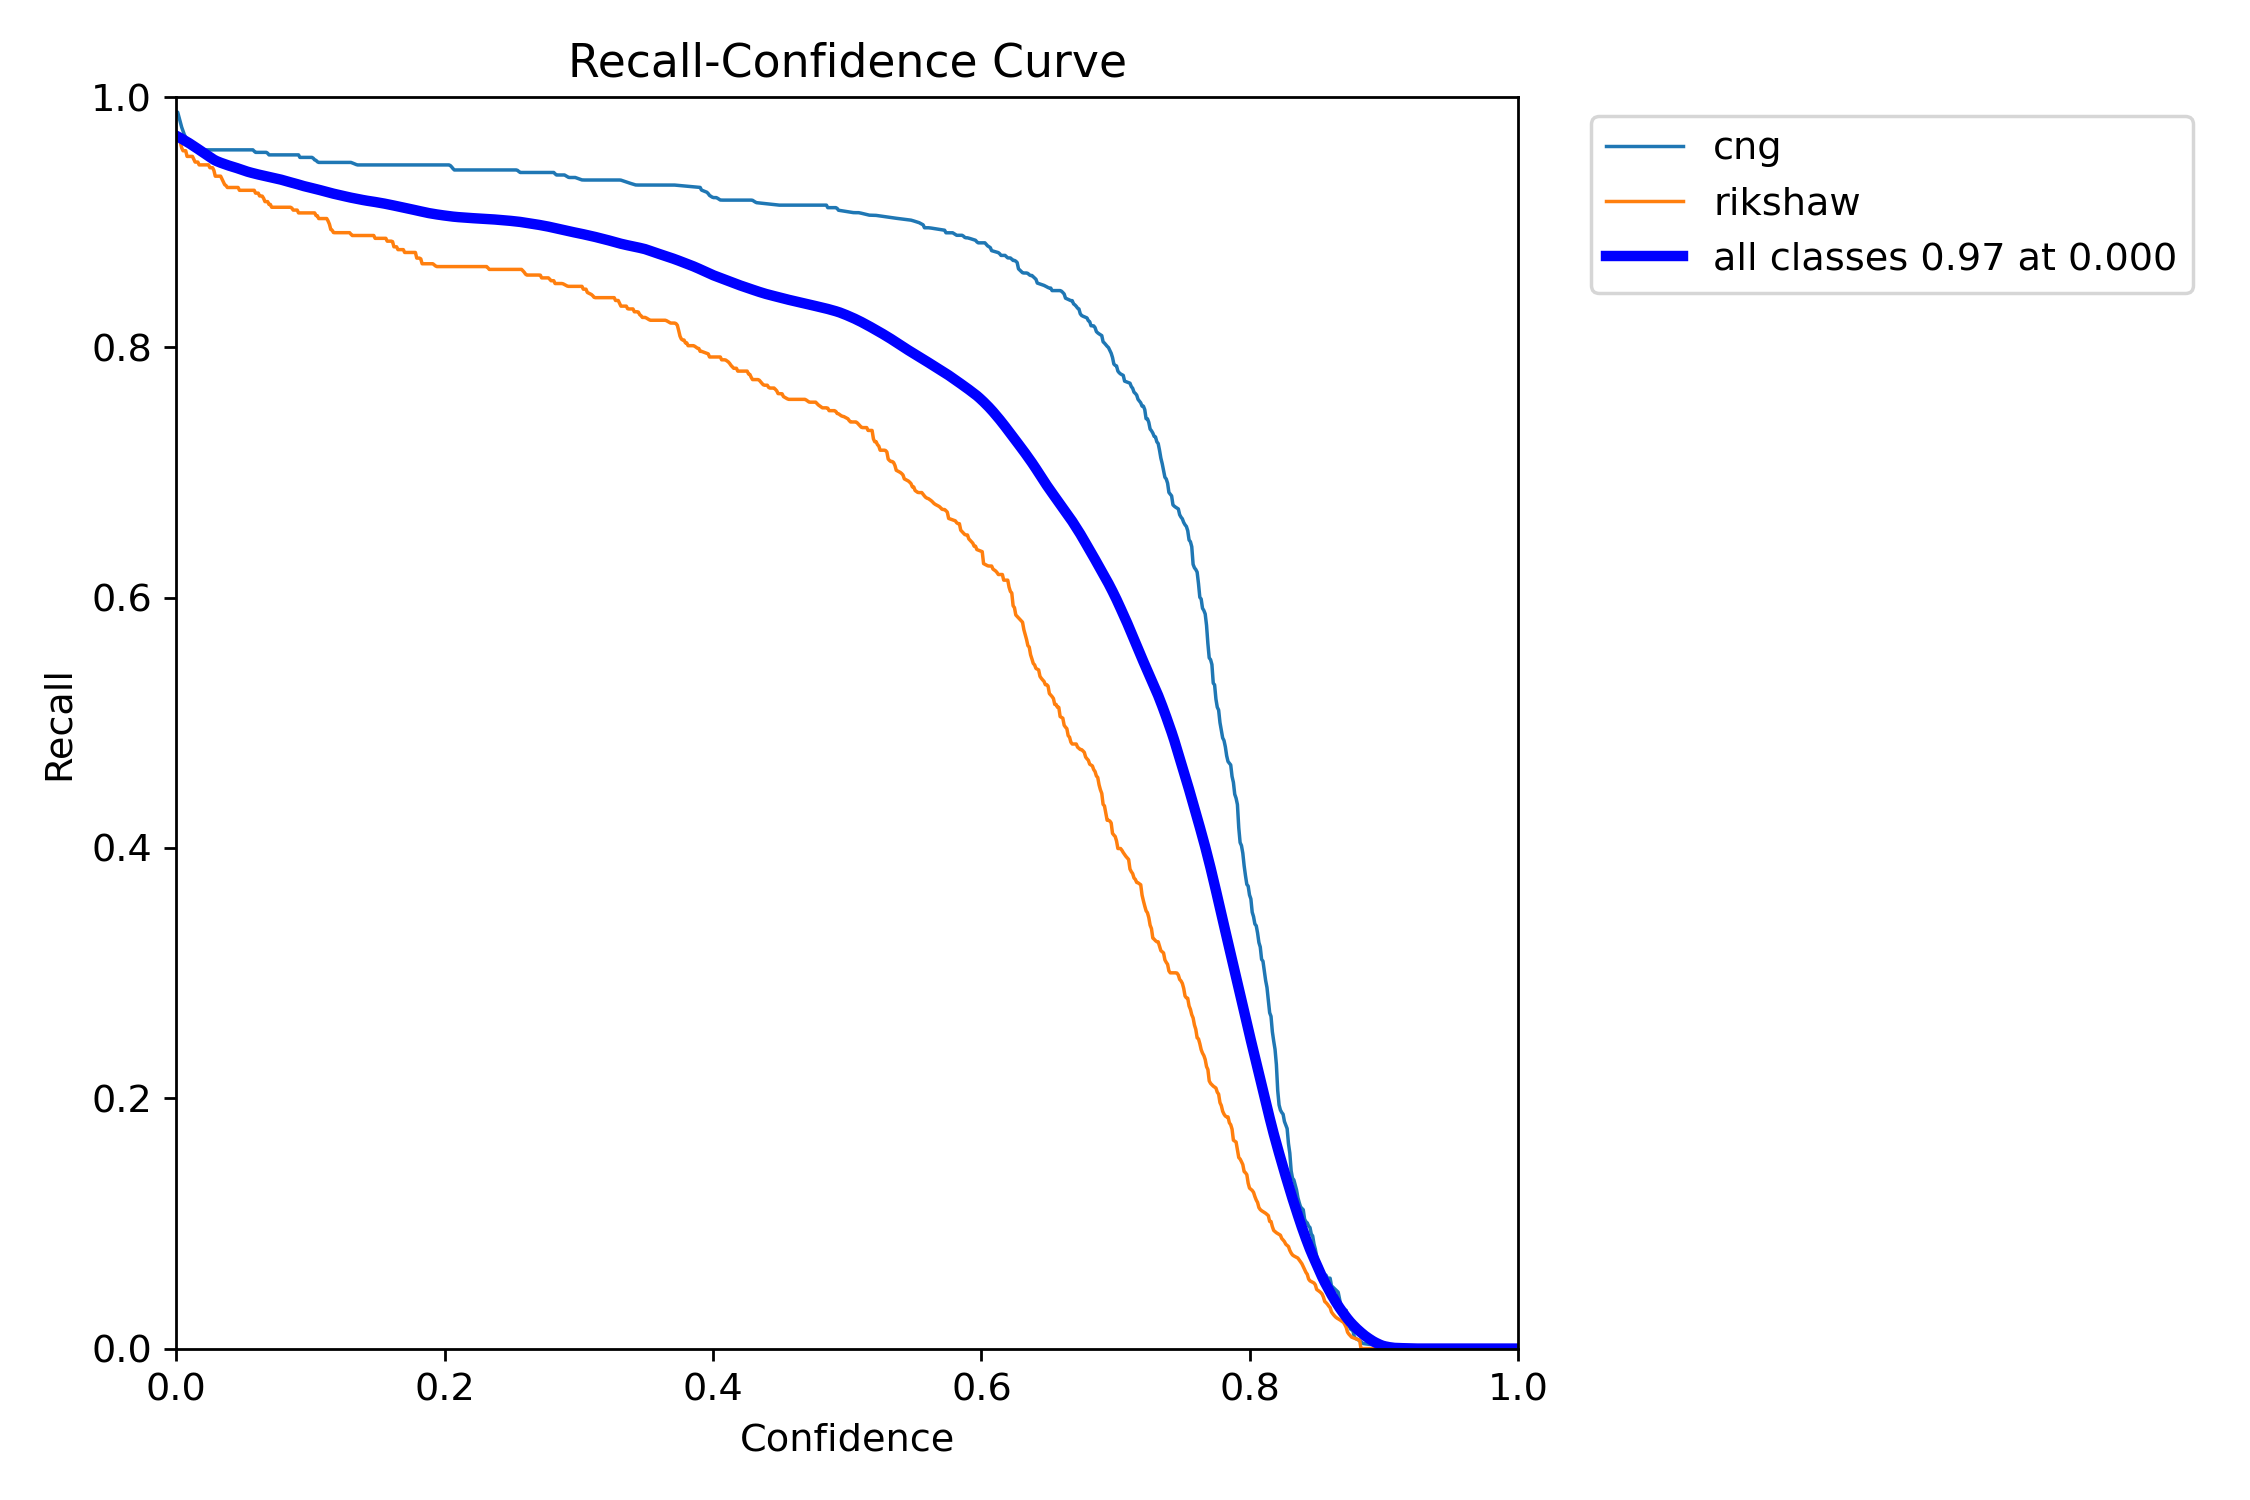 Recall-Confidence Curve
1.0
0.8
0.6
0.4
0.2
0.0
Recall
0.0 0.2 0.4 0.6 0.8 1.0
Confidence
cng
rikshaw
all classes 0.97 at 0.000